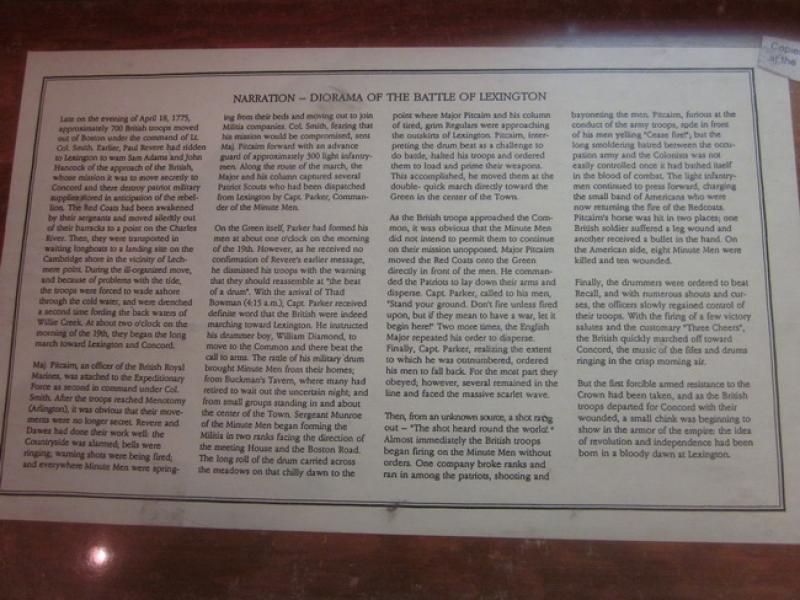 Copie
at the
NARRATION – DIORAMA OF THE BATTLE OF LEXINGTON
Late on the evening of April 18, 1775,
approximately 700 British troops moved
out of Boston under the command of Lt.
Col. Smith. Earlier, Paul Revere had ridden
to Lexington to warn Sam Adams and John
Hancock of the approach of the British,
whose mission it was to move secretly to
Concord and there destroy patriot military
supplies stored in anticipation of the rebel-
lion. The Red Coats had been awakened
by their sergeants and moved silently out
of their barracks to a point on the Charles
River. Then, they were transported in
waiting longboats to a landing site on the
Cambridge shore in the vicinity of Lech-
mere point. During the ill-organized move,
and because of problems with the tide,
the troops were forced to wade ashore
through the cold water, and were drenched
a second time fording the back waters of
Willie Creek. At about two o'clock on the
morning of the 19th, they began the long
march toward Lexington and Concord.
Maj. Pitcairn, an officer of the British Royal
Marines, was attached to the Expeditionary
Force as second in command under Col.
Smith. After the troops reached Menotomy
(Arlington), it was obvious that their move-
ments were no longer secret. Revere and
Dawes had done their work well: the
Countryside was alarmed; bells were
ringing; warning shots were being fired;
and everywhere Minute Men were spring-
ing from their beds and moving out to join
Militia companies. Col. Smith, fearing that
his mission would be compromised, sent
Maj. Pitcairn forward with an advance
guard of approximately 300 light infantry-
men. Along the route of the march, the
Major and his column captured several
Patriot Scouts who had been dispatched
from Lexington by Capt. Parker, Comman-
der of the Minute Men.
On the Green itself, Parker had formed his
men at about one o'clock on the morning
of the 19th. However, as he received no
confirmation of Revere's earlier message,
he dismissed his troops with the warning
that they should reassemble at "the beat
of a drum". With the arrival of Thad
Bowman (4:15 a.m.), Capt. Parker received
definite word that the British were indeed
marching toward Lexington. He instructed
his drummer boy, William Diamond, to
move to the Common and there beat the
call to arms. The rattle of his military drum
brought Minute Men from their homes;
from Buckman's Tavern, where many had
retired to wait out the uncertain night; and
from small groups standing in and about
the center of the Town. Sergeant Munroe
of the Minute Men began forming the
Militia in two ranks facing the direction of
the meeting House and the Boston Road.
The long roll of the drum carried across
the meadows on that chilly dawn to the
point where Major Pitcairn and his column
of tired, grim Regulars were approaching
the outskirts of Lexington. Pitcairn, inter-
preting the drum beat as a challenge to
do battle, halted his troops and ordered
them to load and prime their weapons.
This accomplished, he moved them at the
double- quick march directly toward the
Green in the center of the Town.
As the British troops approached the Com-
mon, it was obvious that the Minute Men
did not intend to permit them to continue
on their mission unopposed. Major Pitcairn
moved the Red Coats onto the Green
directly in front of the men. He comman-
ded the Patriots to lay down their arms and
disperse. Capt. Parker, called to his men,
"Stand your ground. Don't fire unless fired
upon, but if they mean to have a war, let it
begin here!" Two more times, the English
Major repeated his order to disperse.
Finally, Capt. Parker, realizing the extent
to which he was outnumbered, ordered
his men to fall back. For the most part they
obeyed; however, several remained in the
line and faced the massive scarlet wave.
Then, from an unknown source, a shot rang
out – "The shot heard round the world."
Almost immediately the British troops
began firing on the Minute Men without
orders. One company broke ranks and
ran in among the patriots, shooting and
bayoneting the men. Pitcairn, furious at the
conduct of the army troops, rode in front
of his men yelling "Cease fire!", but the
long smoldering hatred between the occu-
pation army and the Colonists was not
easily controlled once it had bathed itself
in the blood of combat. The light infantry-
men continued to press forward, charging
the small band of Americans who were
now returning the fire of the Redcoats.
Pitcairn's horse was hit in two places; one
British soldier suffered a leg wound and
another received a bullet in the hand. On
the American side, eight Minute Men were
killed and ten wounded.
Finally, the drummers were ordered to beat
Recall, and with numerous shouts and cur-
ses, the officers slowly regained control of
their troops. With the firing of a few victory
salutes and the customary "Three Cheers",
the British quickly marched off toward
Concord, the music of the fifes and drums
ringing in the crisp morning air.
But the first forcible armed resistance to the
Crown had been taken, and as the British
troops departed for Concord with their
wounded, a small chink was beginning to
show in the armor of the empire: the idea
of revolution and independence had been
born in a bloody dawn at Lexington.